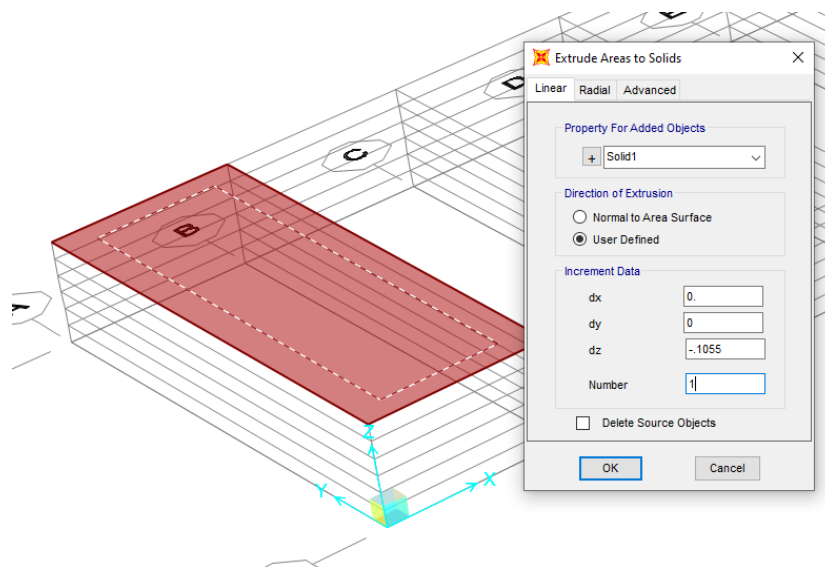 E
D
C
B
A
Z
Y
X
Extrude Areas to Solids
Linear Radial Advanced
Property For Added Objects
+ Solid1
Direction of Extrusion
Normal to Area Surface
User Defined
Increment Data
dx 0.
dy 0
dz -.1055
Number 1
Delete Source Objects
OK Cancel